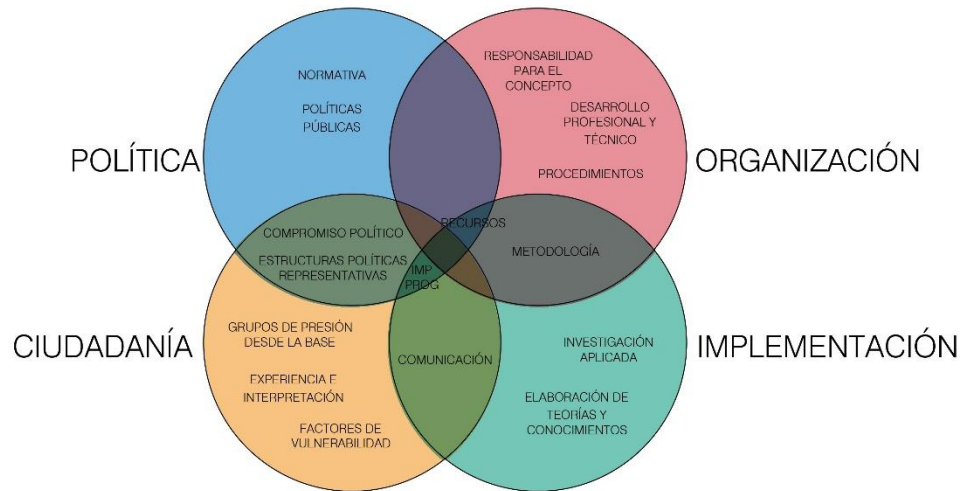 NORMATIVA
POLÍTICAS
PÚBLICAS
RESPONSABILIDAD
PARA EL
CONCEPTO
DESARROLLO
PROFESIONAL Y
TÉCNICO
PROCEDIMIENTOS
POLÍTICA
ORGANIZACIÓN
COMPROMISO POLÍTICO
ESTRUCTURAS POLÍTICAS
REPRESENTATIVAS
RECURSOS
IMP
PROG
METODOLOGÍA
CIUDADANÍA
GRUPOS DE PRESIÓN
DESDE LA BASE
EXPERIENCIA E
INTERPRETACIÓN
FACTORES DE
VULNERABILIDAD
COMUNICACIÓN
INVESTIGACIÓN
APLICADA
ELABORACIÓN DE
TEORÍAS Y
CONOCIMIENTOS
IMPLEMENTACIÓN